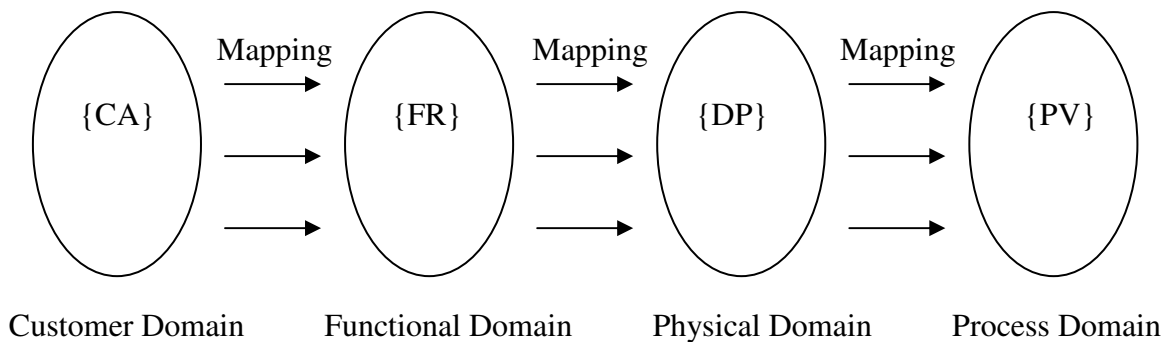 Mapping Mapping Mapping
{CA} {FR} {DP} {PV}
Customer Domain Functional Domain Physical Domain Process Domain